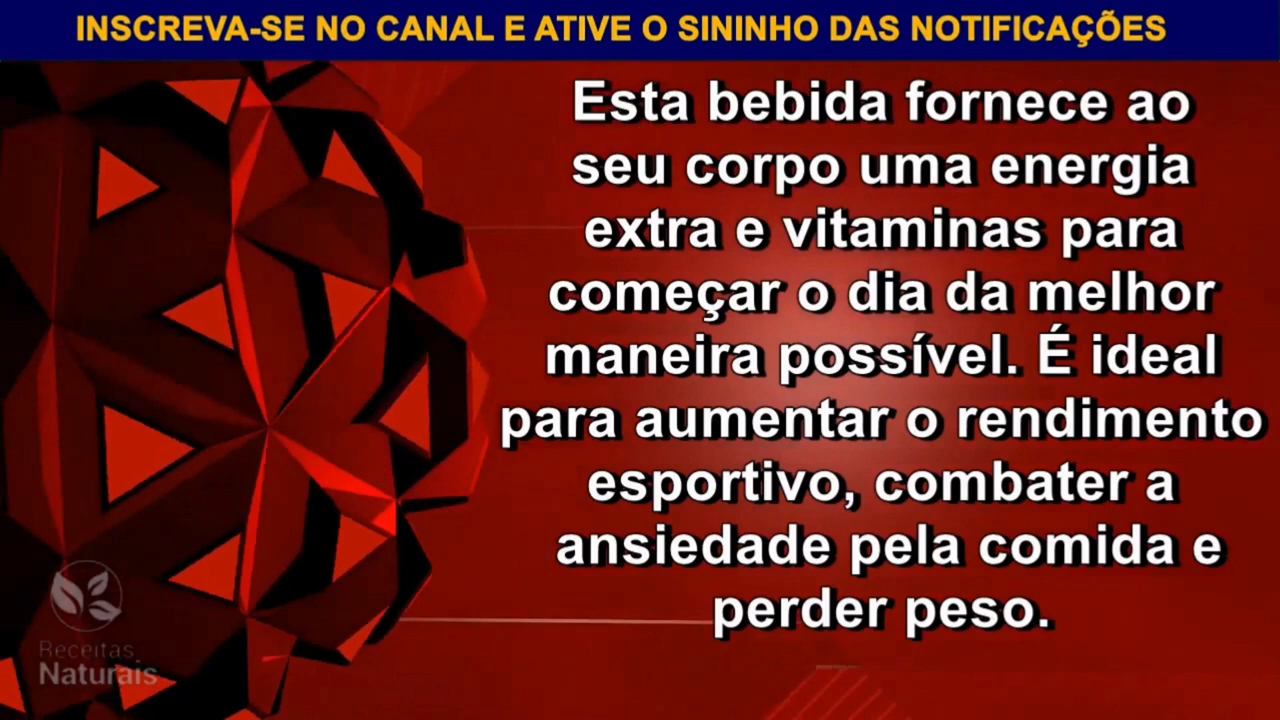 INSCREVA-SE NO CANAL E ATIVE O SININHO DAS NOTIFICAÇÕES
Esta bebida fornece ao
seu corpo uma energia
extra e vitaminas para
começar o dia da melhor
maneira possível. É ideal
para aumentar o rendimento
esportivo, combater a
ansiedade pela comida e
perder peso.
Receitas
Naturais